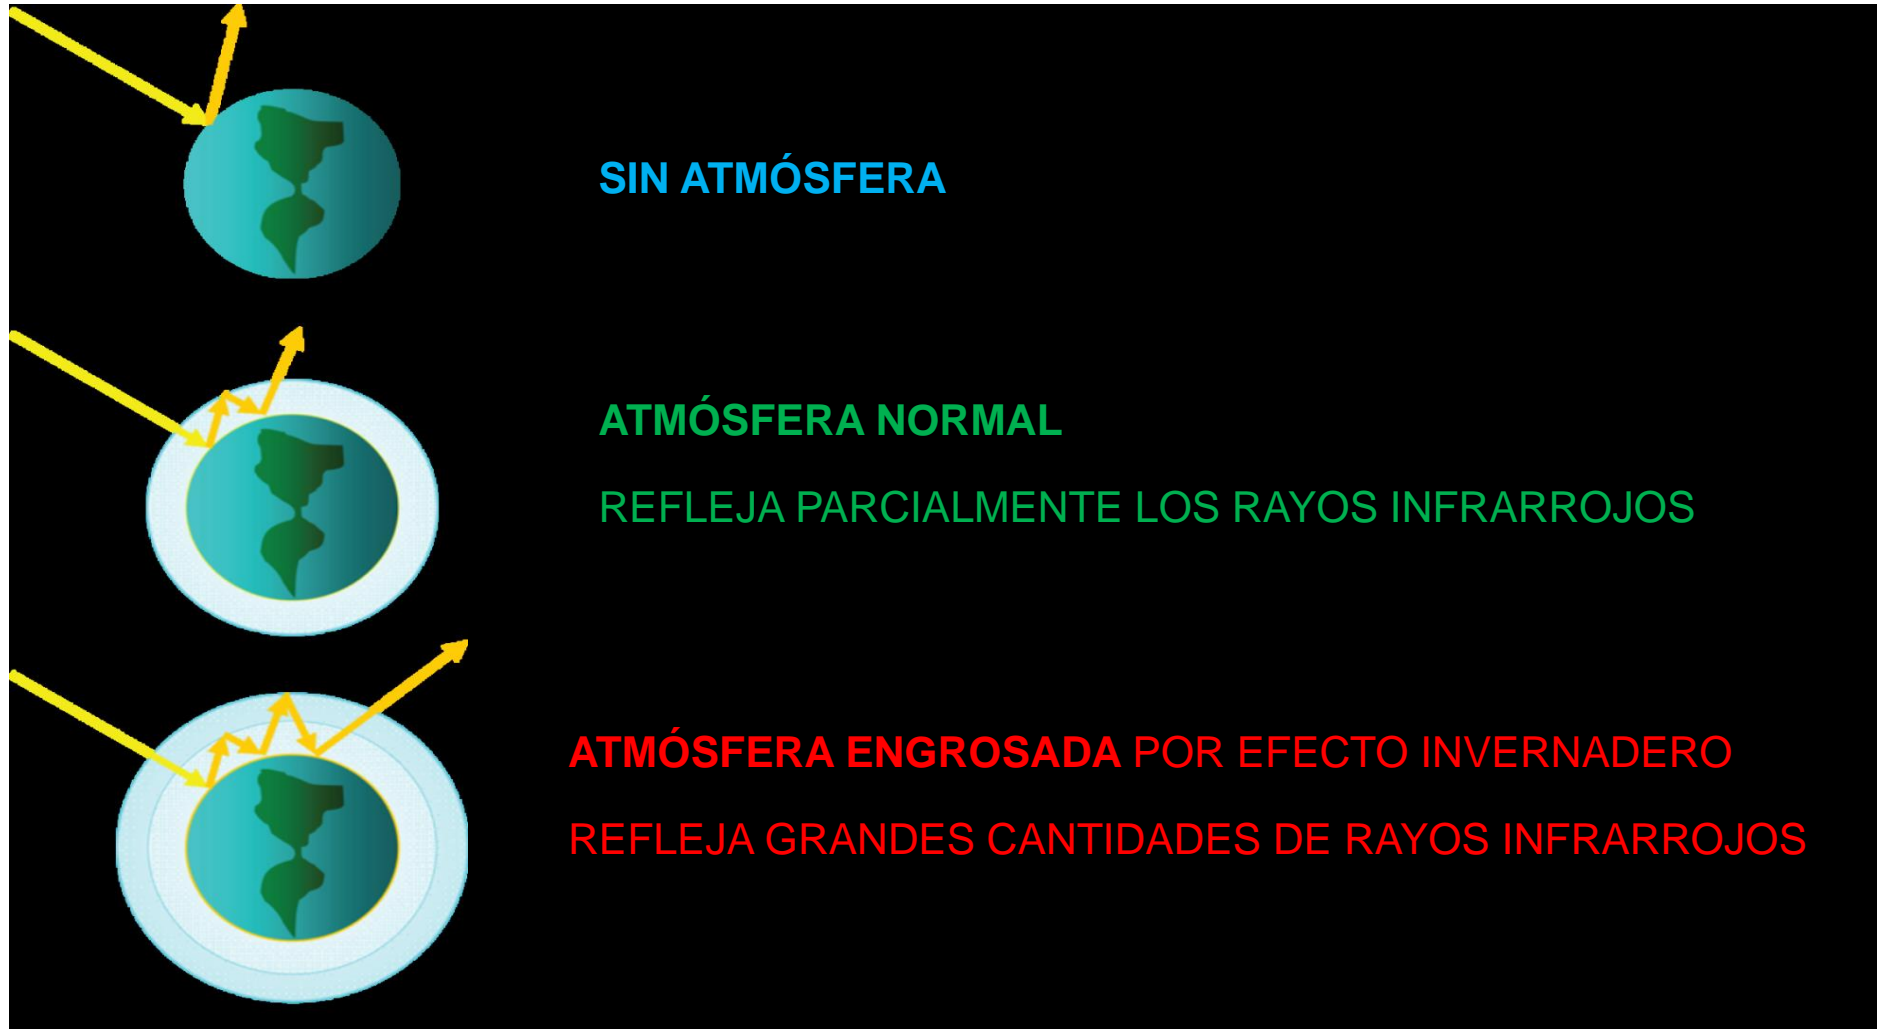 SIN ATMÓSFERA
ATMÓSFERA NORMAL
REFLEJA PARCIALMENTE LOS RAYOS INFRARROJOS
ATMÓSFERA ENGROSADA POR EFECTO INVERNADERO
REFLEJA GRANDES CANTIDADES DE RAYOS INFRARROJOS